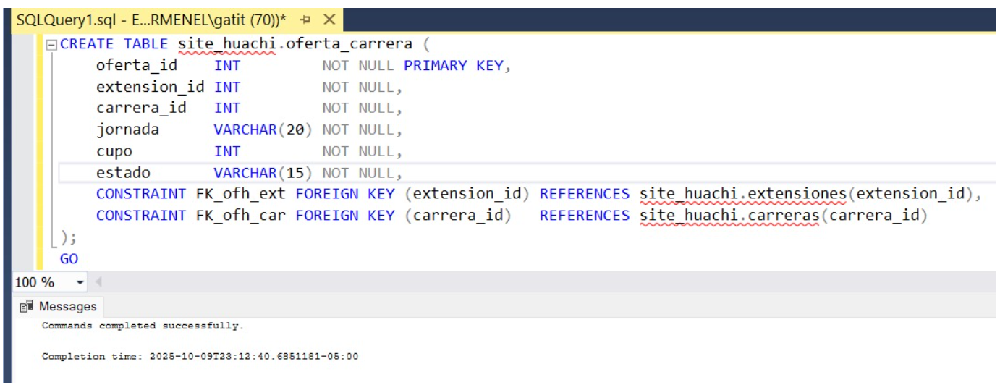 SQLQuery1.sql - E...RMENEL\gatit (70))*
CREATE TABLE site_huachi.oferta_carrera (
oferta_id INT NOT NULL PRIMARY KEY,
extension_id INT NOT NULL,
carrera_id INT NOT NULL,
jornada VARCHAR(20) NOT NULL,
cupo INT NOT NULL,
estado VARCHAR(15) NOT NULL,
CONSTRAINT FK_ofh_ext FOREIGN KEY (extension_id) REFERENCES site_huachi.extensiones(extension_id),
CONSTRAINT FK_ofh_car FOREIGN KEY (carrera_id) REFERENCES site_huachi.carreras(carrera_id)
);
GO
100 %
Messages
Commands completed successfully.
Completion time: 2025-10-09T23:12:40.6851181-05:00